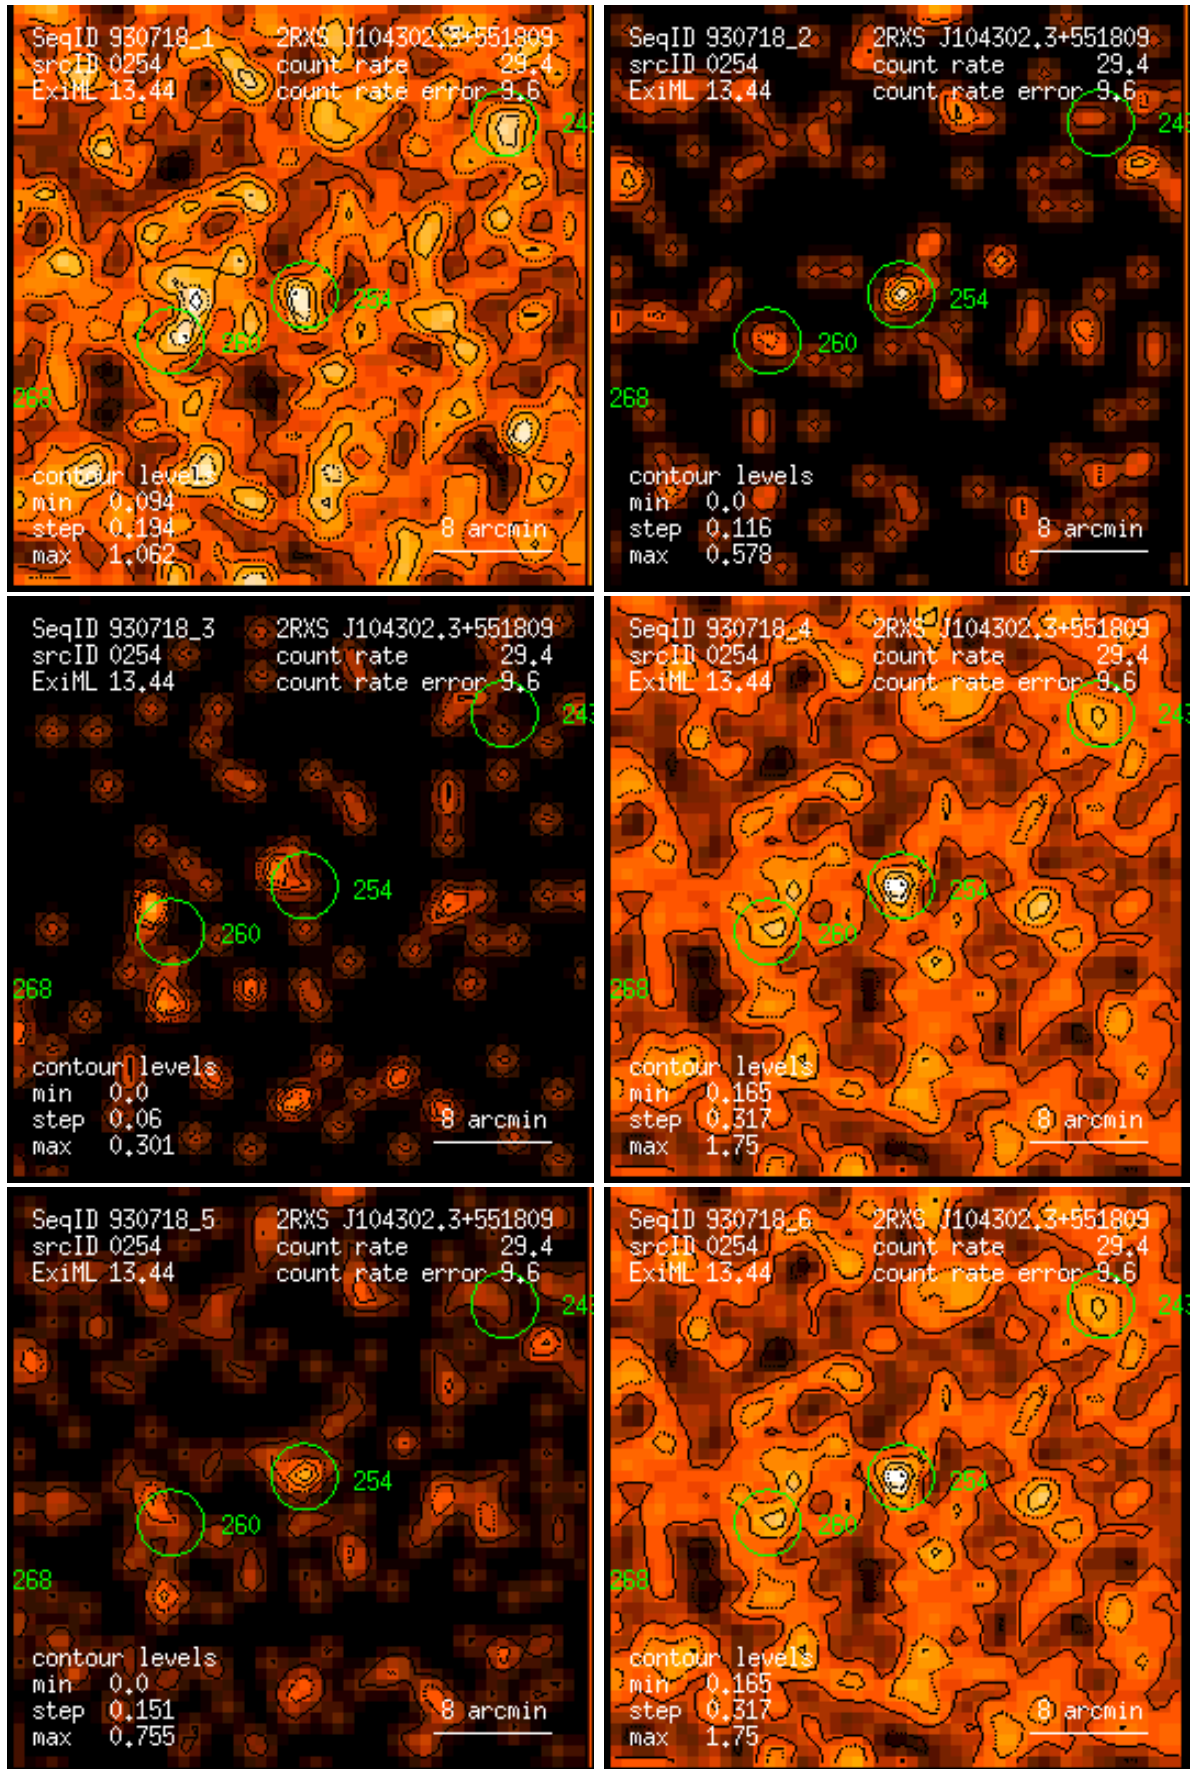 SeqID 930718_1 2RXS J104302.3+551809
srcID 0254 count rate 29.4
ExiML 13.44 count rate error 9.6
243
254
260
268
contour levels
min 0.094
step 0.194 8 arcmin
max 1.062
SeqID 930718_2 2RXS J104302.3+551809
srcID 0254 count rate 29.4
ExiML 13.44 count rate error 9.6
243
254
260
268
contour levels
min 0.0
step 0.116 8 arcmin
max 0.578
SeqID 930718_3 2RXS J104302.3+551809
srcID 0254 count rate 29.4
ExiML 13.44 count rate error 9.6
243
254
260
268
contour levels
min 0.0
step 0.06 8 arcmin
max 0.301
SeqID 930718_4 2RXS J104302.3+551809
srcID 0254 count rate 29.4
ExiML 13.44 count rate error 9.6
243
254
260
268
contour levels
min 0.165
step 0.317 8 arcmin
max 1.75
SeqID 930718_5 2RXS J104302.3+551809
srcID 0254 count rate 29.4
ExiML 13.44 count rate error 9.6
243
254
260
268
contour levels
min 0.0
step 0.151 8 arcmin
max 0.755
SeqID 930718_6 2RXS J104302.3+551809
srcID 0254 count rate 29.4
ExiML 13.44 count rate error 9.6
243
254
260
268
contour levels
min 0.165
step 0.317 8 arcmin
max 1.75